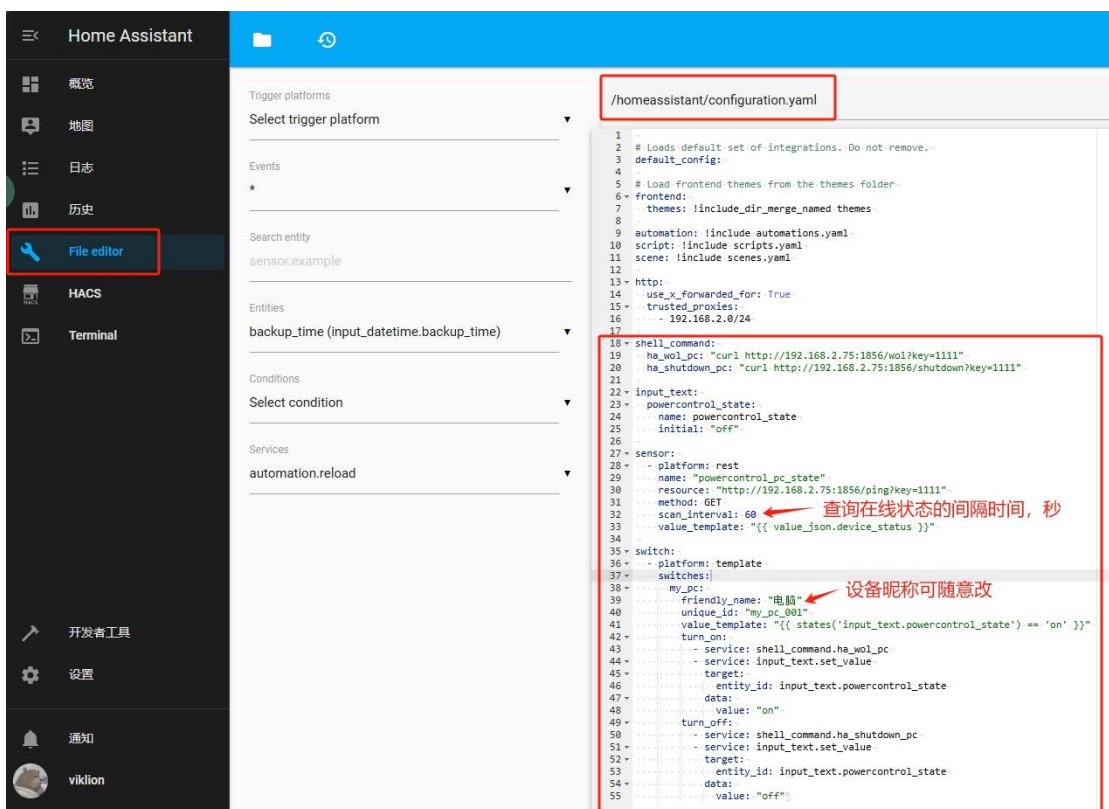 Home Assistant
概览
地图
日志
历史
File editor
HACS
HACS
Terminal
开发者工具
设置
通知
viklion
Trigger platforms
Select trigger platform
Events
*
Search entity
sensor.example
Entities
backup_time (input_datetime.backup_time)
Conditions
Select condition
Services
automation.reload
/homeassistant/configuration.yaml
1
2 # Loads default set of integrations. Do not remove.
3 default_config:
4
5 # Load frontend themes from the themes folder
6 frontend:
7   themes: !include_dir_merge_named themes
8
9 automation: !include automations.yaml
10 script: !include scripts.yaml
11 scene: !include scenes.yaml
12
13 http:
14   use_x_forwarded_for: True
15   trusted_proxies:
16     - 192.168.2.0/24
17
18 shell_command:
19   ha_wol_pc: "curl http://192.168.2.75:1856/wol?key=1111"
20   ha_shutdown_pc: "curl http://192.168.2.75:1856/shutdown?key=1111"
21
22 input_text:
23   powercontrol_state:
24     name: powercontrol_state
25     initial: "off"
26
27 sensor:
28   - platform: rest
29     name: "powercontrol_pc_state"
30     resource: "http://192.168.2.75:1856/ping?key=1111"
31     method: GET
32     scan_interval: 60 查询在线状态的间隔时间，秒
33     value_template: "{{ value_json.device_status }}"
34
35 switch:
36   - platform: template
37     switches:
38       my_pc:
39         friendly_name: "电脑" 设备昵称可随意改
40         unique_id: "my_pc_001"
41         value_template: "{{ states('input_text.powercontrol_state') == 'on' }}"
42         turn_on:
43           - service: shell_command.ha_wol_pc
44           - service: input_text.set_value
45             target:
46               entity_id: input_text.powercontrol_state
47             data:
48               value: "on"
49         turn_off:
50           - service: shell_command.ha_shutdown_pc
51           - service: input_text.set_value
52             target:
53               entity_id: input_text.powercontrol_state
54             data:
55               value: "off"